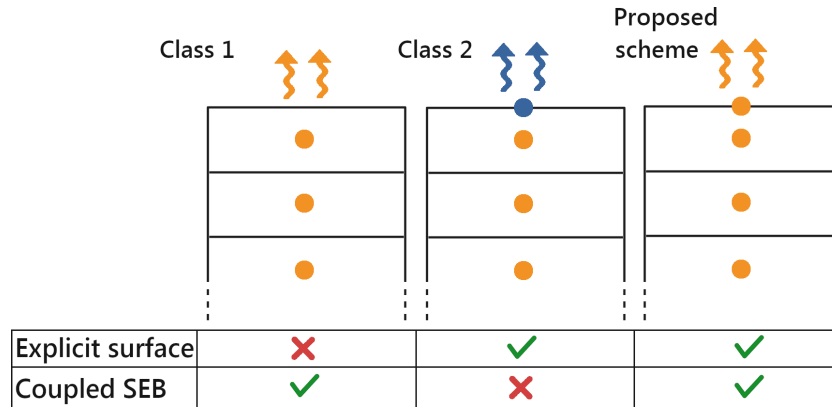 Class 1
Class 2
Proposed
scheme
Explicit surface
Coupled SEB